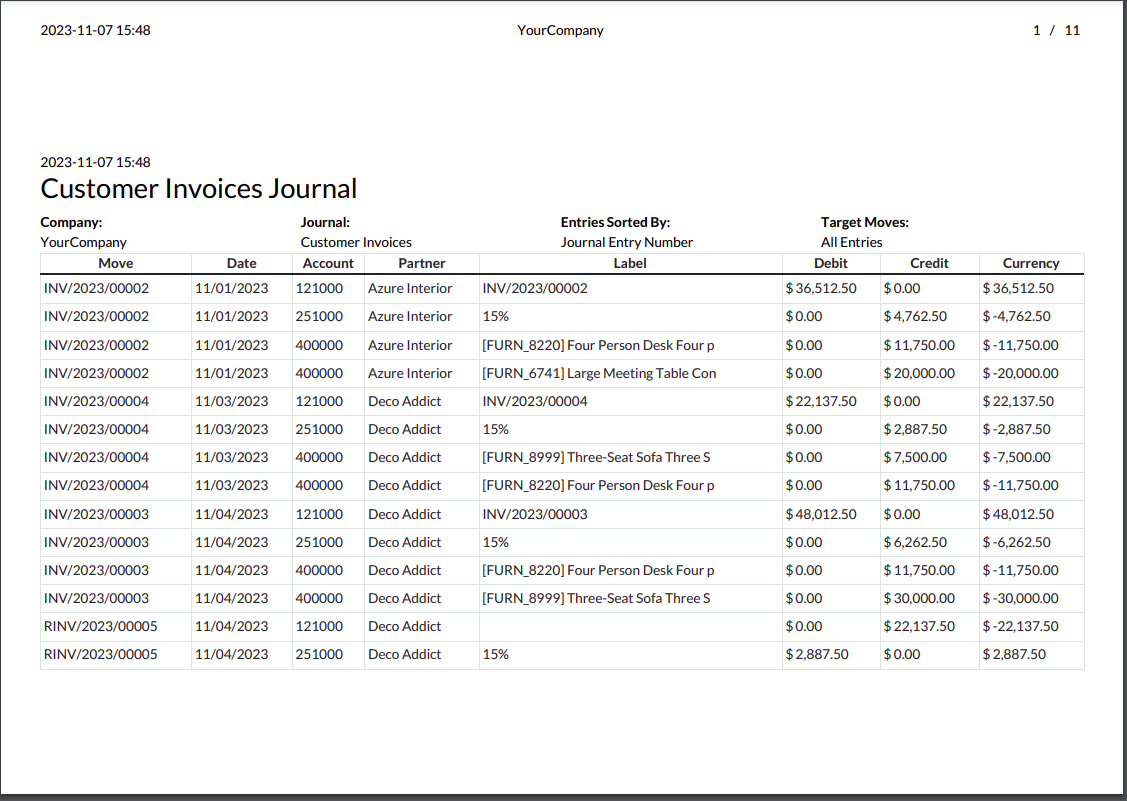 2023-11-07 15:48 YourCompany 1 / 11
2023-11-07 15:48
Customer Invoices Journal
Company: Journal: Entries Sorted By: Target Moves:
YourCompany Customer Invoices Journal Entry Number All Entries
Move Date Account Partner Label Debit Credit Currency
INV/2023/00002 11/01/2023 121000 Azure Interior INV/2023/00002 $ 36,512.50 $ 0.00 $ 36,512.50
INV/2023/00002 11/01/2023 251000 Azure Interior 15% $ 0.00 $ 4,762.50 $ -4,762.50
INV/2023/00002 11/01/2023 400000 Azure Interior [FURN_8220] Four Person Desk Four p $ 0.00 $ 11,750.00 $ -11,750.00
INV/2023/00002 11/01/2023 400000 Azure Interior [FURN_6741] Large Meeting Table Con $ 0.00 $ 20,000.00 $ -20,000.00
INV/2023/00004 11/03/2023 121000 Deco Addict INV/2023/00004 $ 22,137.50 $ 0.00 $ 22,137.50
INV/2023/00004 11/03/2023 251000 Deco Addict 15% $ 0.00 $ 2,887.50 $ -2,887.50
INV/2023/00004 11/03/2023 400000 Deco Addict [FURN_8999] Three-Seat Sofa Three S $ 0.00 $ 7,500.00 $ -7,500.00
INV/2023/00004 11/03/2023 400000 Deco Addict [FURN_8220] Four Person Desk Four p $ 0.00 $ 11,750.00 $ -11,750.00
INV/2023/00003 11/04/2023 121000 Deco Addict INV/2023/00003 $ 48,012.50 $ 0.00 $ 48,012.50
INV/2023/00003 11/04/2023 251000 Deco Addict 15% $ 0.00 $ 6,262.50 $ -6,262.50
INV/2023/00003 11/04/2023 400000 Deco Addict [FURN_8220] Four Person Desk Four p $ 0.00 $ 11,750.00 $ -11,750.00
INV/2023/00003 11/04/2023 400000 Deco Addict [FURN_8999] Three-Seat Sofa Three S $ 0.00 $ 30,000.00 $ -30,000.00
RINV/2023/00005 11/04/2023 121000 Deco Addict $ 0.00 $ 22,137.50 $ -22,137.50
RINV/2023/00005 11/04/2023 251000 Deco Addict 15% $ 2,887.50 $ 0.00 $ 2,887.50